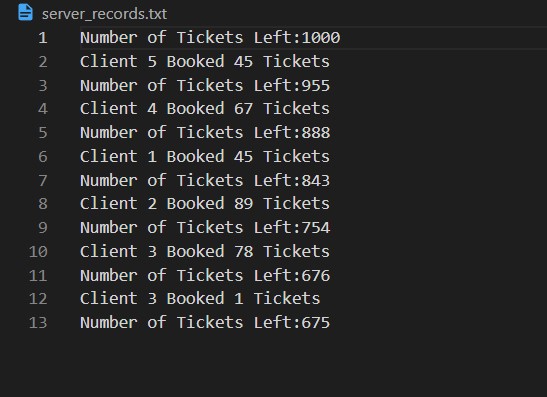 server_records.txt
1 Number of Tickets Left:1000
2 Client 5 Booked 45 Tickets
3 Number of Tickets Left:955
4 Client 4 Booked 67 Tickets
5 Number of Tickets Left:888
6 Client 1 Booked 45 Tickets
7 Number of Tickets Left:843
8 Client 2 Booked 89 Tickets
9 Number of Tickets Left:754
10 Client 3 Booked 78 Tickets
11 Number of Tickets Left:676
12 Client 3 Booked 1 Tickets
13 Number of Tickets Left:675